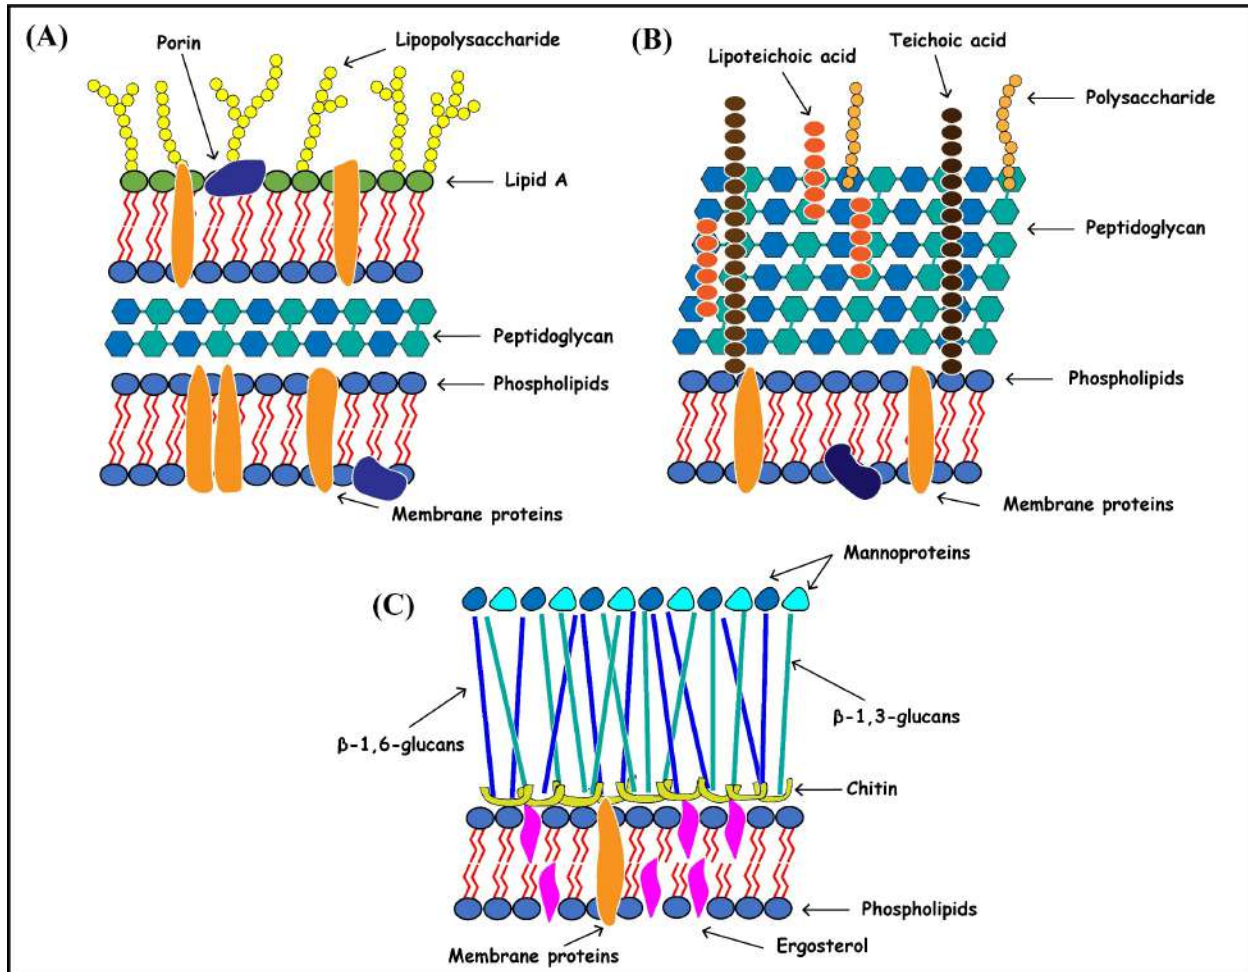 (A)
Porin
Lipopolysaccharide
Lipid A
Peptidoglycan
Phospholipids
Membrane proteins
(B)
Lipoteichoic acid
Teichoic acid
Polysaccharide
Peptidoglycan
Phospholipids
Membrane proteins
(C)
Mannoproteins
β-1,6-glucans
β-1,3-glucans
Chitin
Phospholipids
Membrane proteins
Ergosterol